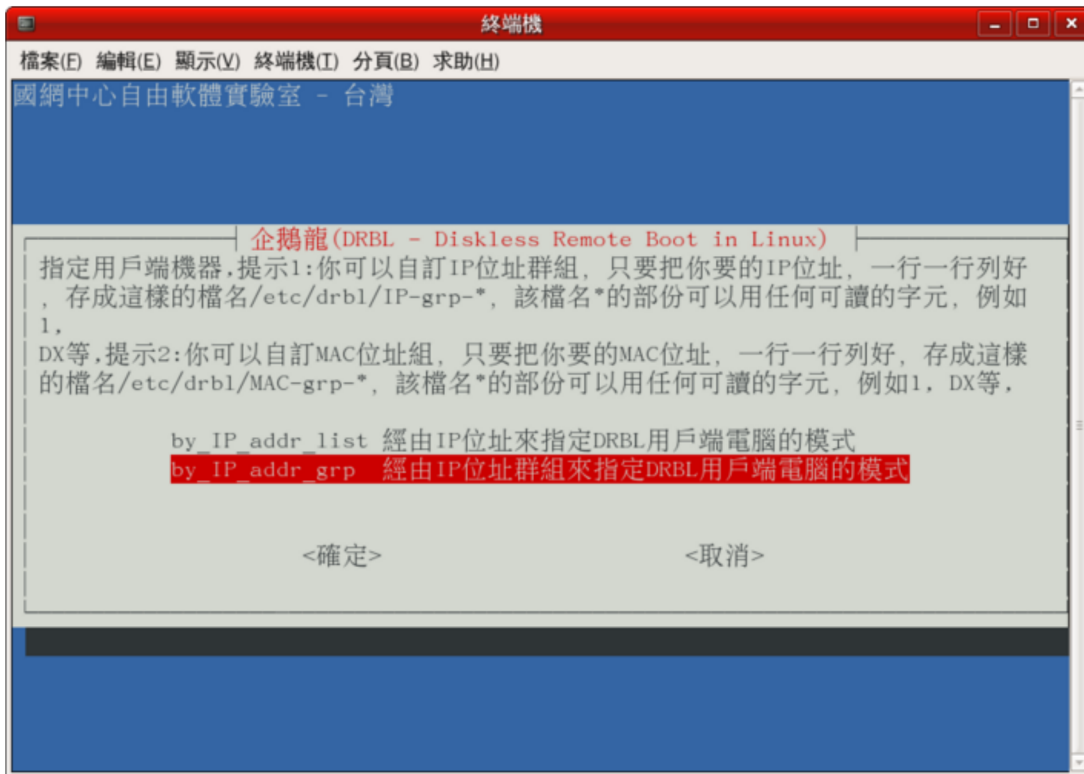 終端機
檔案(F) 編輯(E) 顯示(V) 終端機(T) 分頁(B) 求助(H)
國網中心自由軟體實驗室 - 台灣
企鵝龍(DRBL - Diskless Remote Boot in Linux)
指定用戶端機器,提示1:你可以自訂IP位址群組, 只要把你要的IP位址, 一行一行列好
, 存成這樣的檔名/etc/drbl/IP-grp-*, 該檔名*的部份可以用任何可讀的字元, 例如
1,
DX等,提示2:你可以自訂MAC位址組, 只要把你要的MAC位址, 一行一行列好, 存成這樣
的檔名/etc/drbl/MAC-grp-*, 該檔名*的部份可以用任何可讀的字元, 例如1, DX等,
by_IP_addr_list 經由IP位址來指定DRBL用戶端電腦的模式
by_IP_addr_grp 經由IP位址群組來指定DRBL用戶端電腦的模式
<確定> <取消>